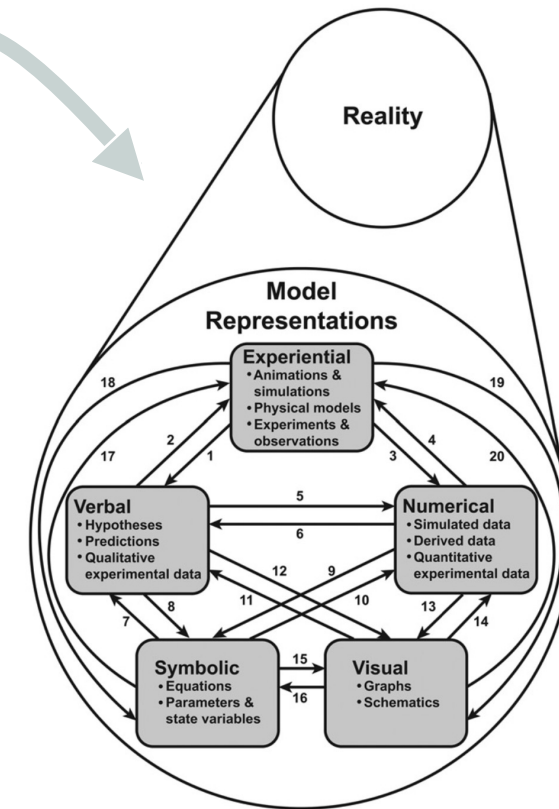 Reality
Model
Representations
Experiential
• Animations &
simulations
• Physical models
• Experiments &
observations
18
19
17
2
1
3
4
20
Verbal
• Hypotheses
• Predictions
• Qualitative
experimental data
5
6
Numerical
• Simulated data
• Derived data
• Quantitative
experimental data
7
8
12
11
9
10
13
14
Symbolic
• Equations
• Parameters &
state variables
15
16
Visual
• Graphs
• Schematics